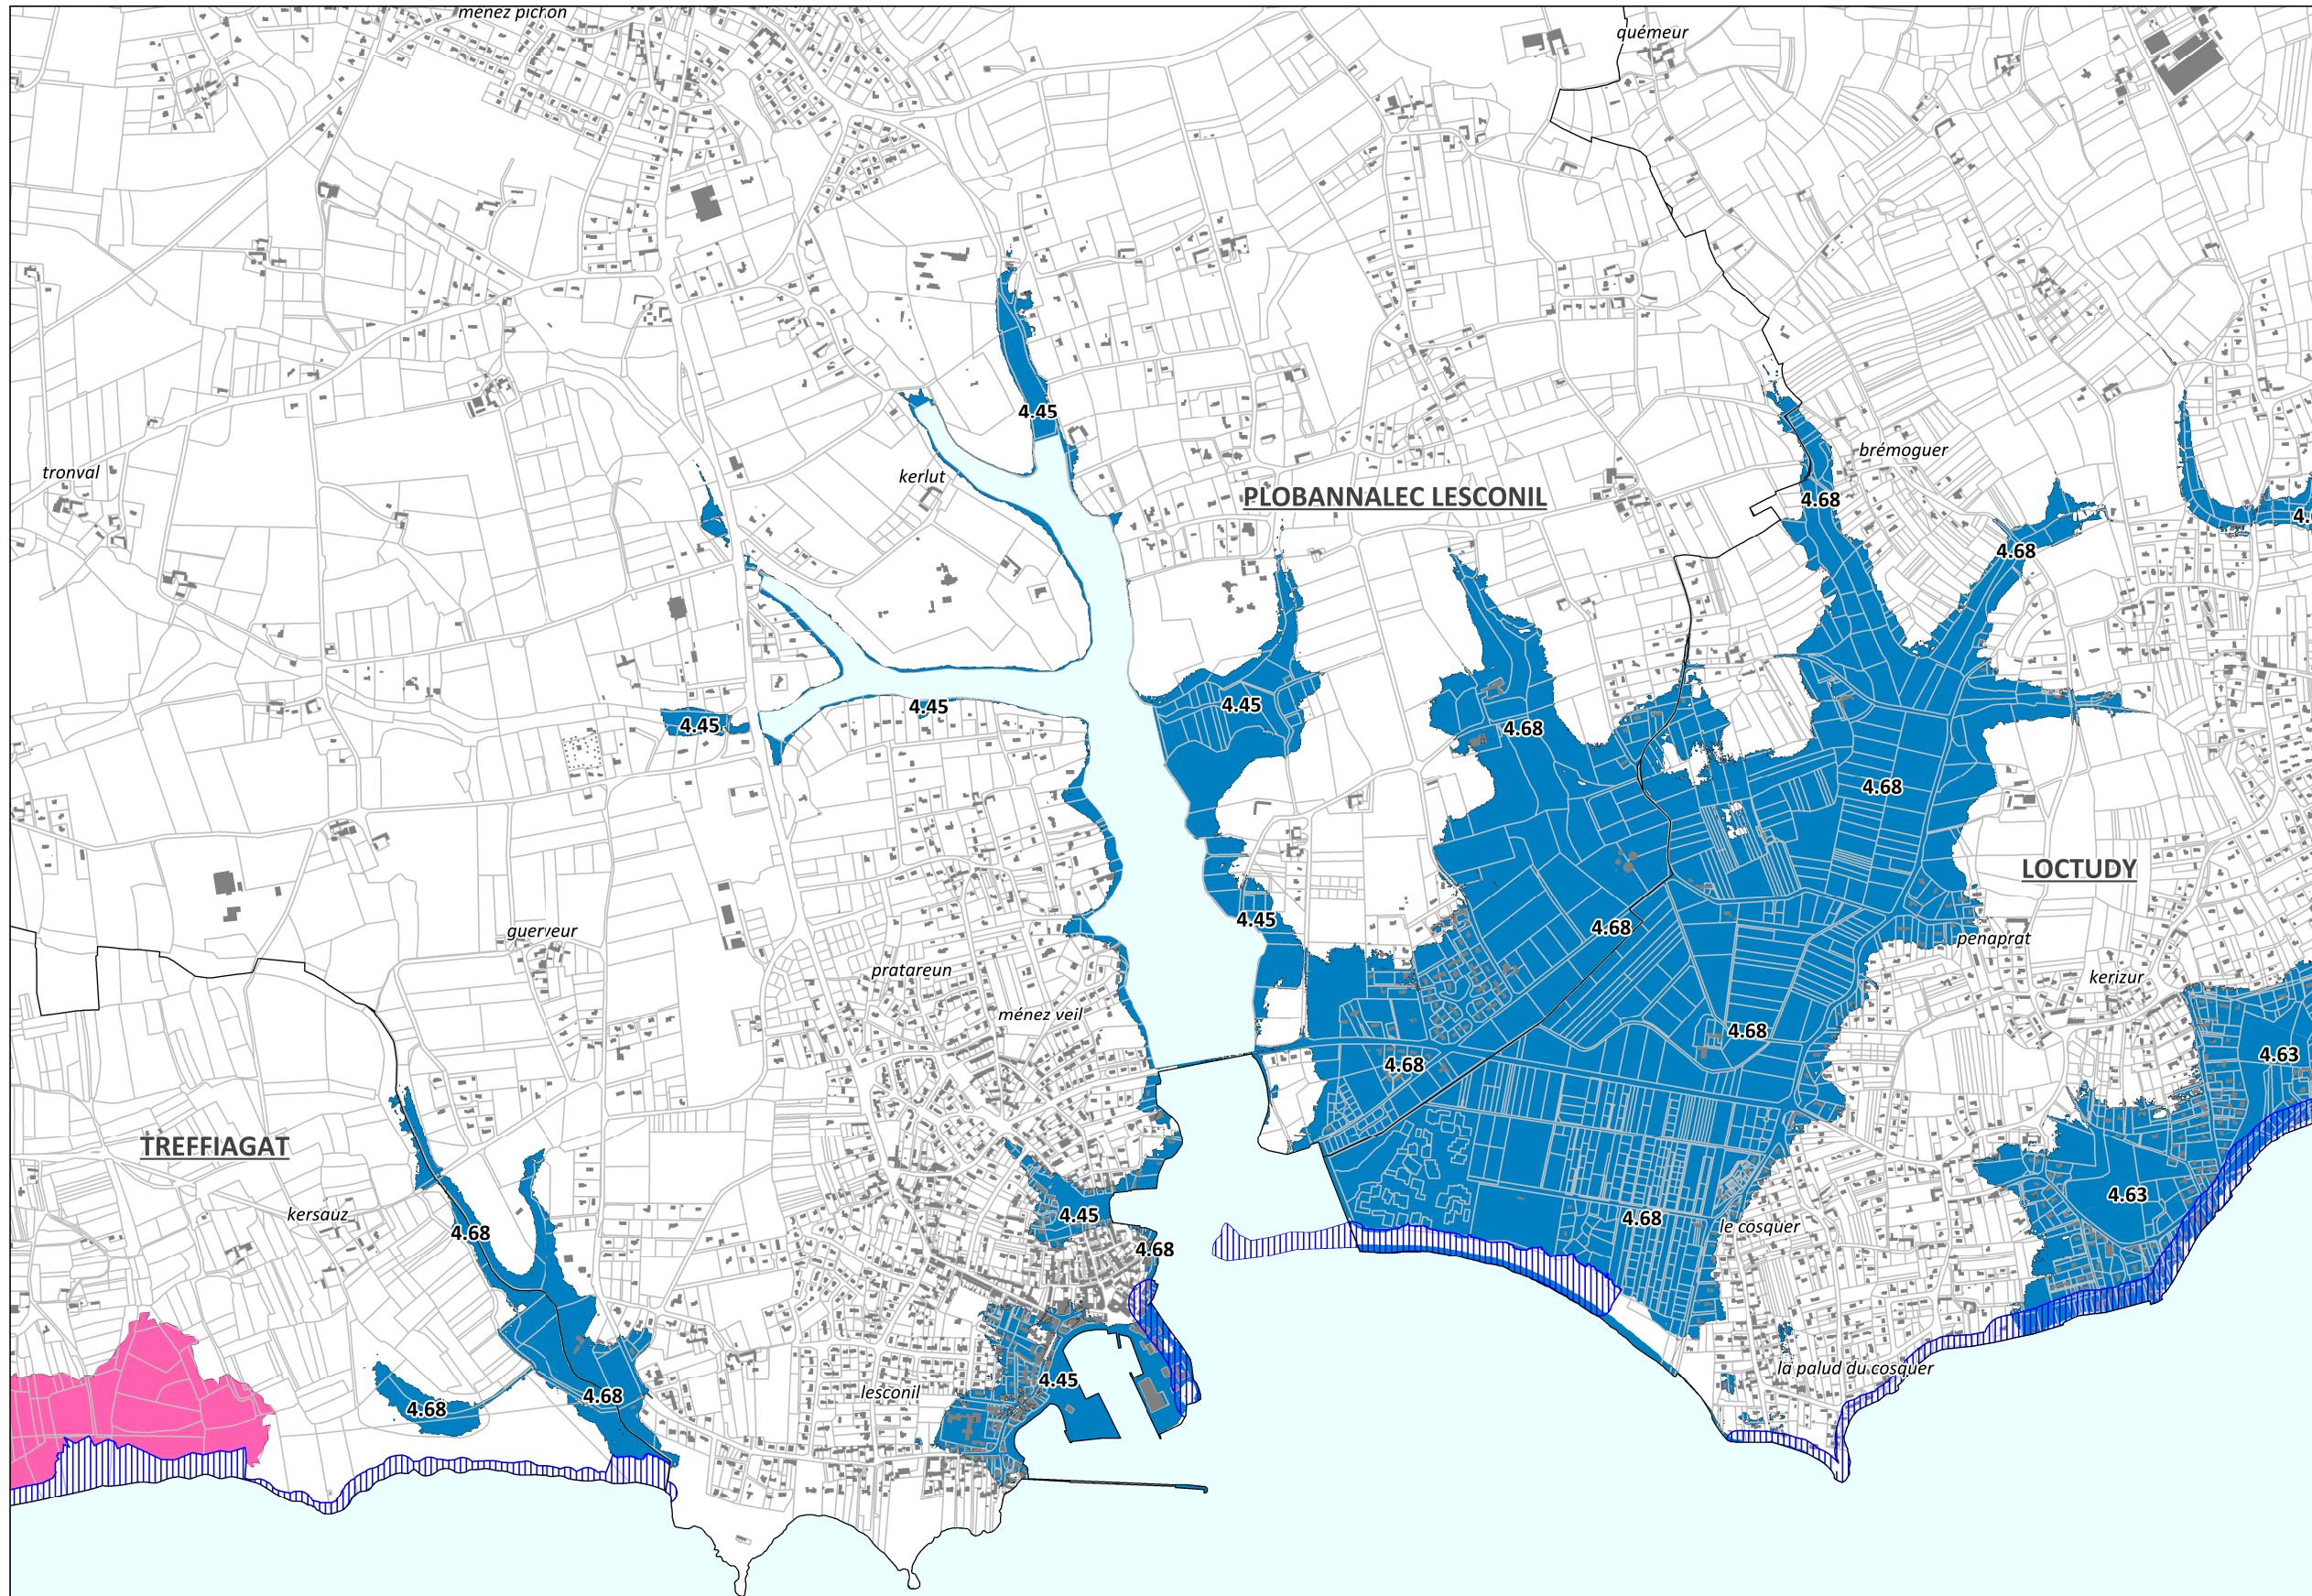 ménez pichon
quémeur
4.45
brémoguer
tronval
kerlut
PLOBANNALEC LESCONIL
4.68
4.68
4.45
4.45
4.45
4.68
4.68
LOCTUDY
4.45
4.68
guerveur
penaprat
pratareun
kerizur
ménez veil
4.68
4.63
4.68
TREFFIAGAT
4.63
kersauz
4.45
4.68
4.68
le cosquer
4.68
la palud du cosquer
4.45
lesconil
4.68
4.68